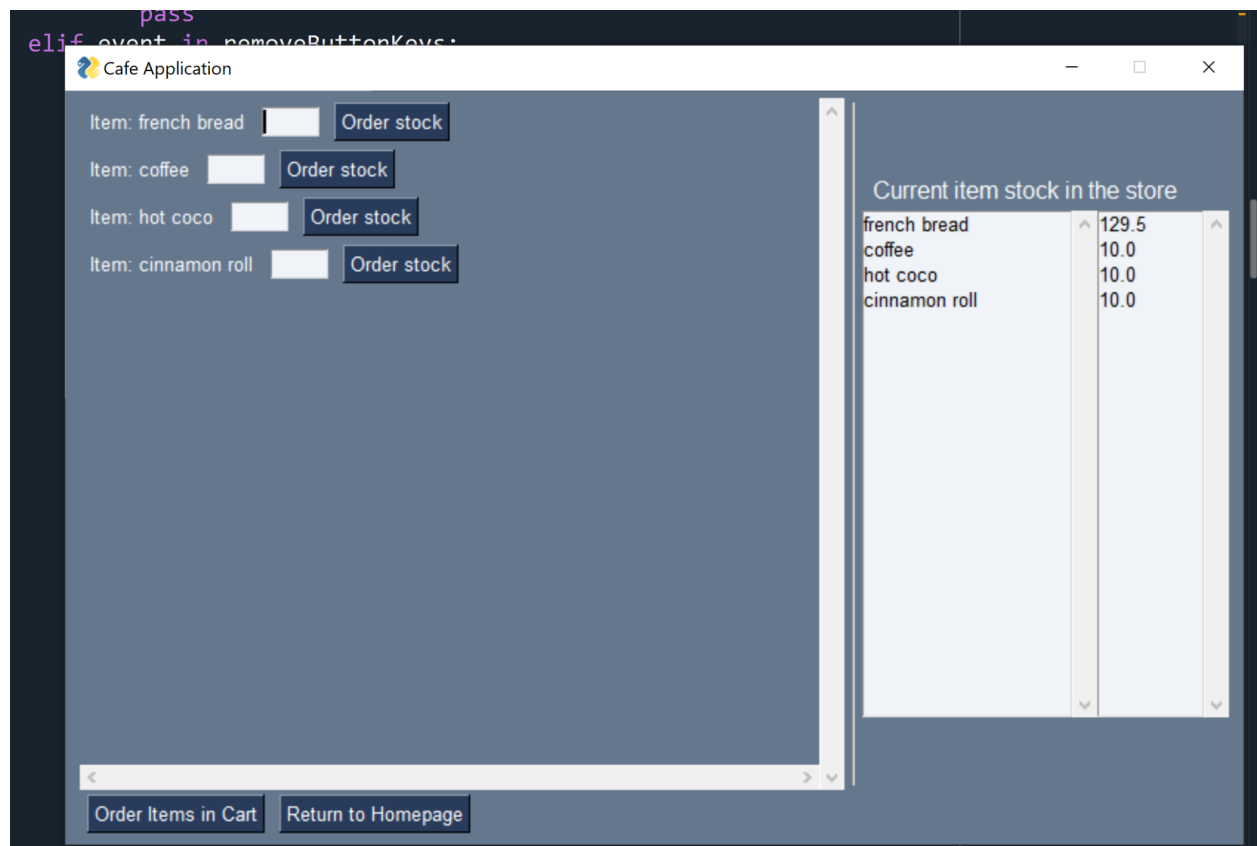 pass
elif event in removeButtonKeys:
Cafe Application
Item: french bread Order stock
Item: coffee Order stock
Item: hot coco Order stock
Item: cinnamon roll Order stock
Current item stock in the store
french bread 129.5
coffee 10.0
hot coco 10.0
cinnamon roll 10.0
Order Items in Cart Return to Homepage